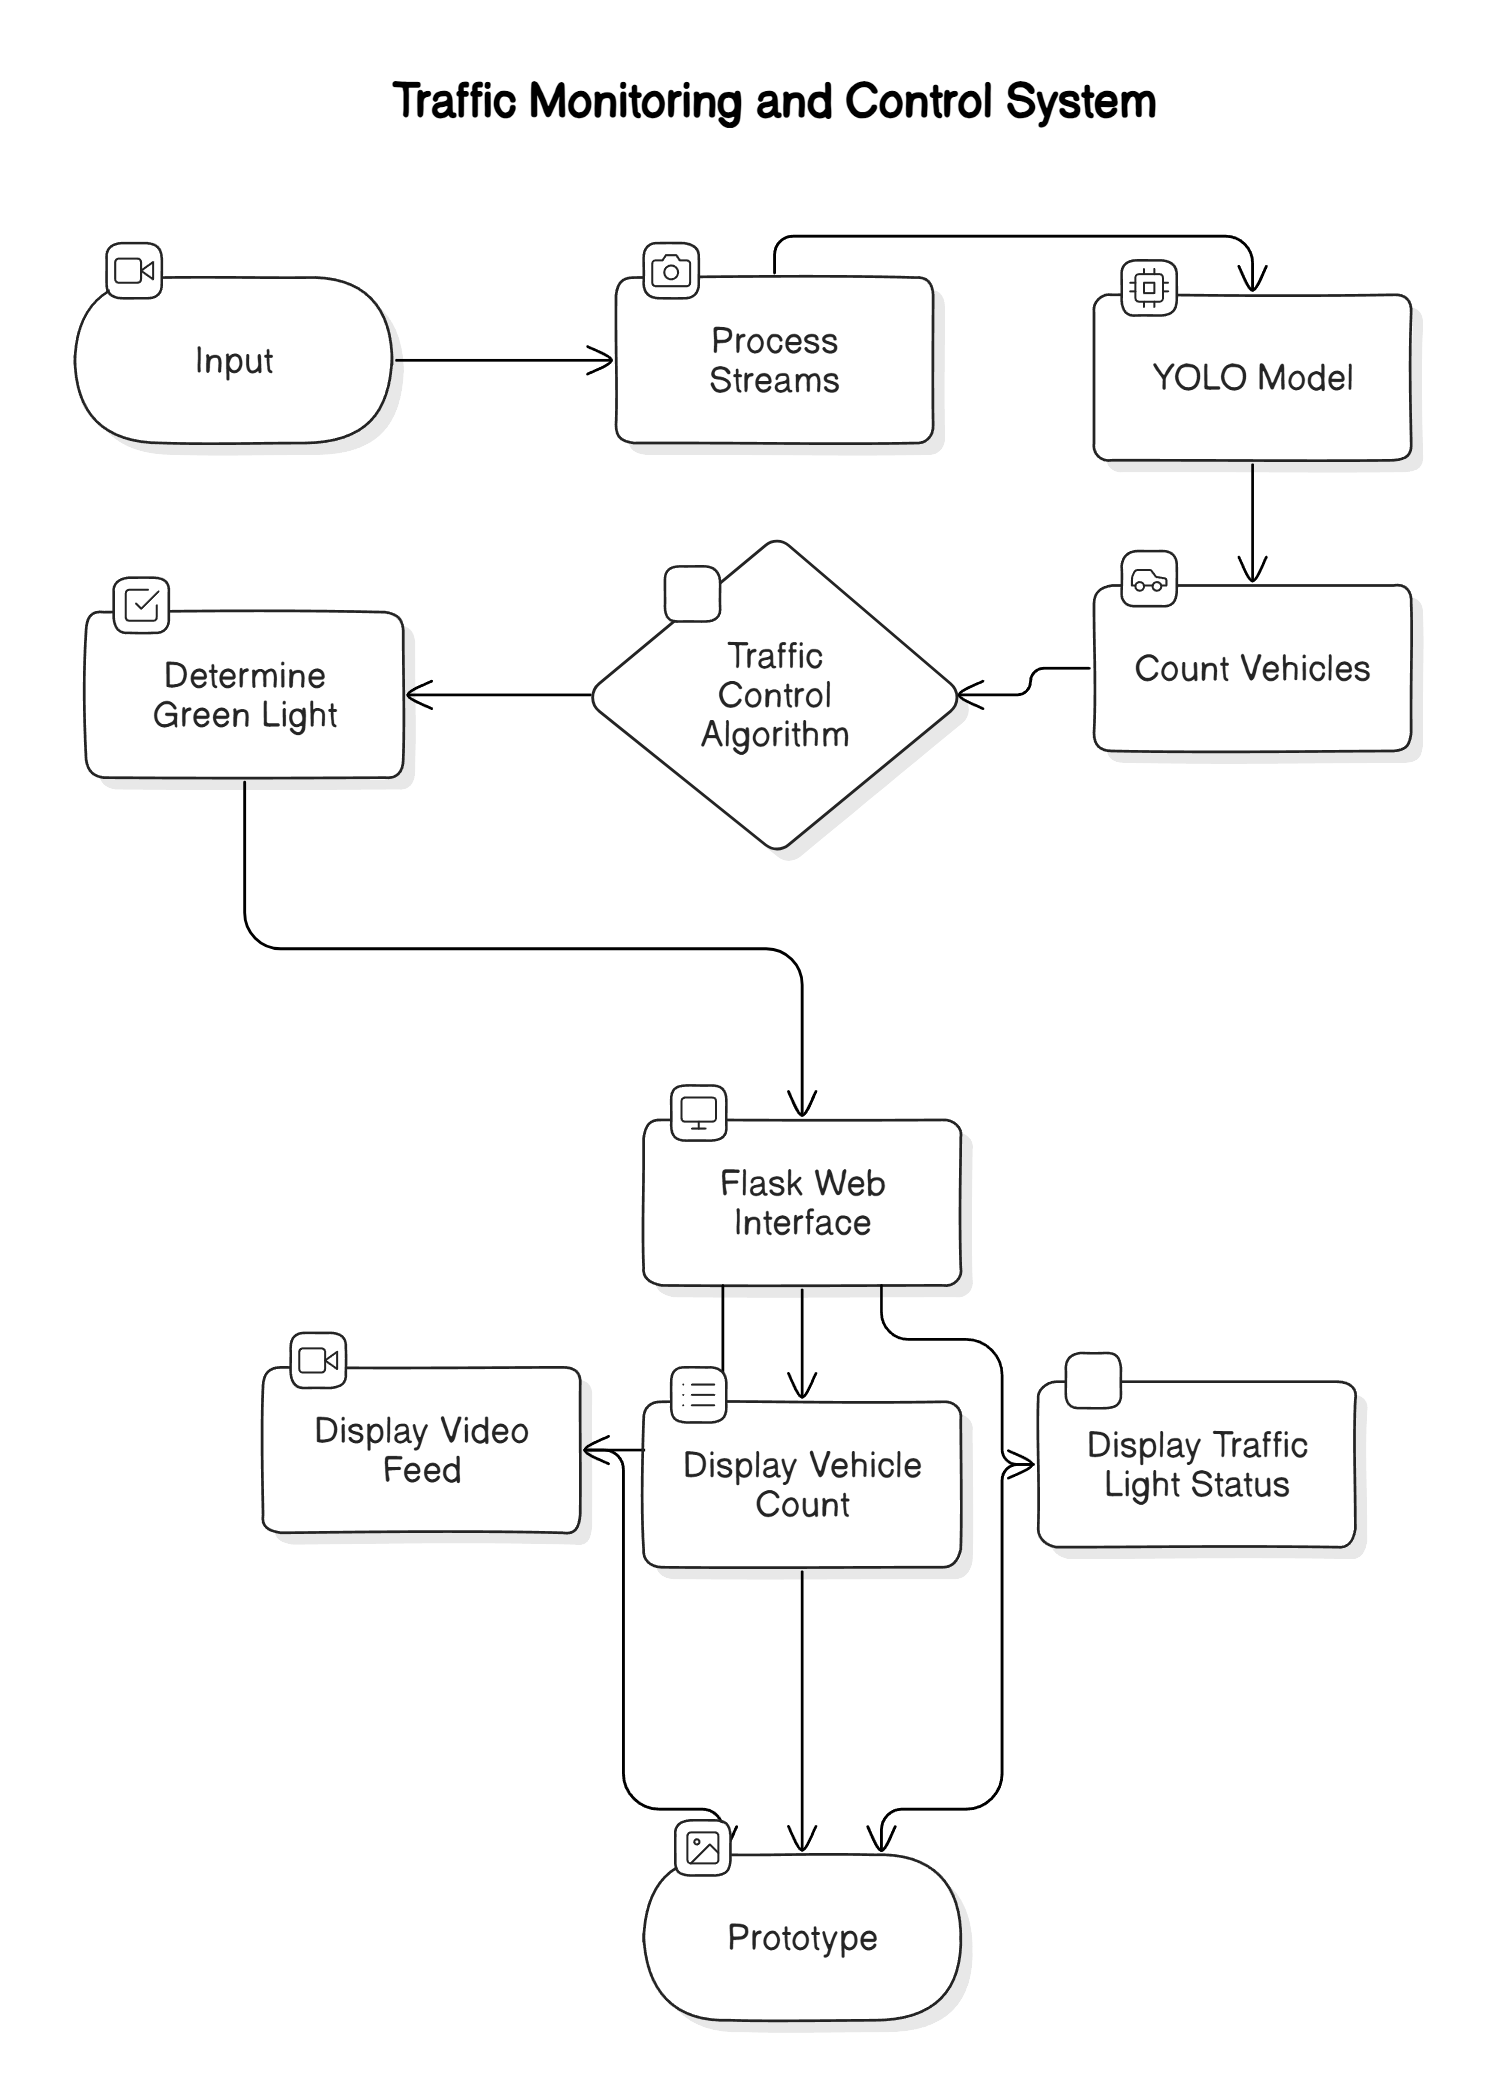 Traffic Monitoring and Control System
Input
Process
Streams
YOLO Model
Determine
Green Light
Traffic
Control
Algorithm
Count Vehicles
Flask Web
Interface
Display Video
Feed
Display Vehicle
Count
Display Traffic
Light Status
Prototype